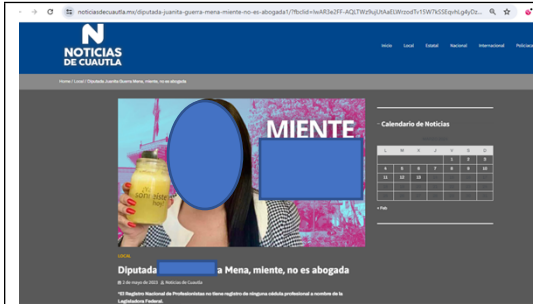 noticiasdecuautla.mx/diputada-juanita-guerra-mena-miente-no-es-abogada1/?fbclid=IwAR3e2FF-AQLTWz9ujUtAaELWrzodTs15W7kSSEqvhLg4yDz...
N
NOTICIAS
DE CUAUTLA
Inicio Local Estatal Nacional Internacional Policiaca
Home / Local / Diputada Juanita Guerra Mena, miente, no es abogada
MIENTE
sonreíste
hoy
Calendario de Noticias
L M X J V S D
1 2 3
4 5 6 7 8 9 10
11 12 13
« Feb
LOCAL
Diputada a Mena, miente, no es abogada
2 de mayo de 2023 Noticias de Cuautla
*El Registro Nacional de Profesionistas no tiene registro de ninguna cédula profesional a nombre de la
Legisladora Federal.